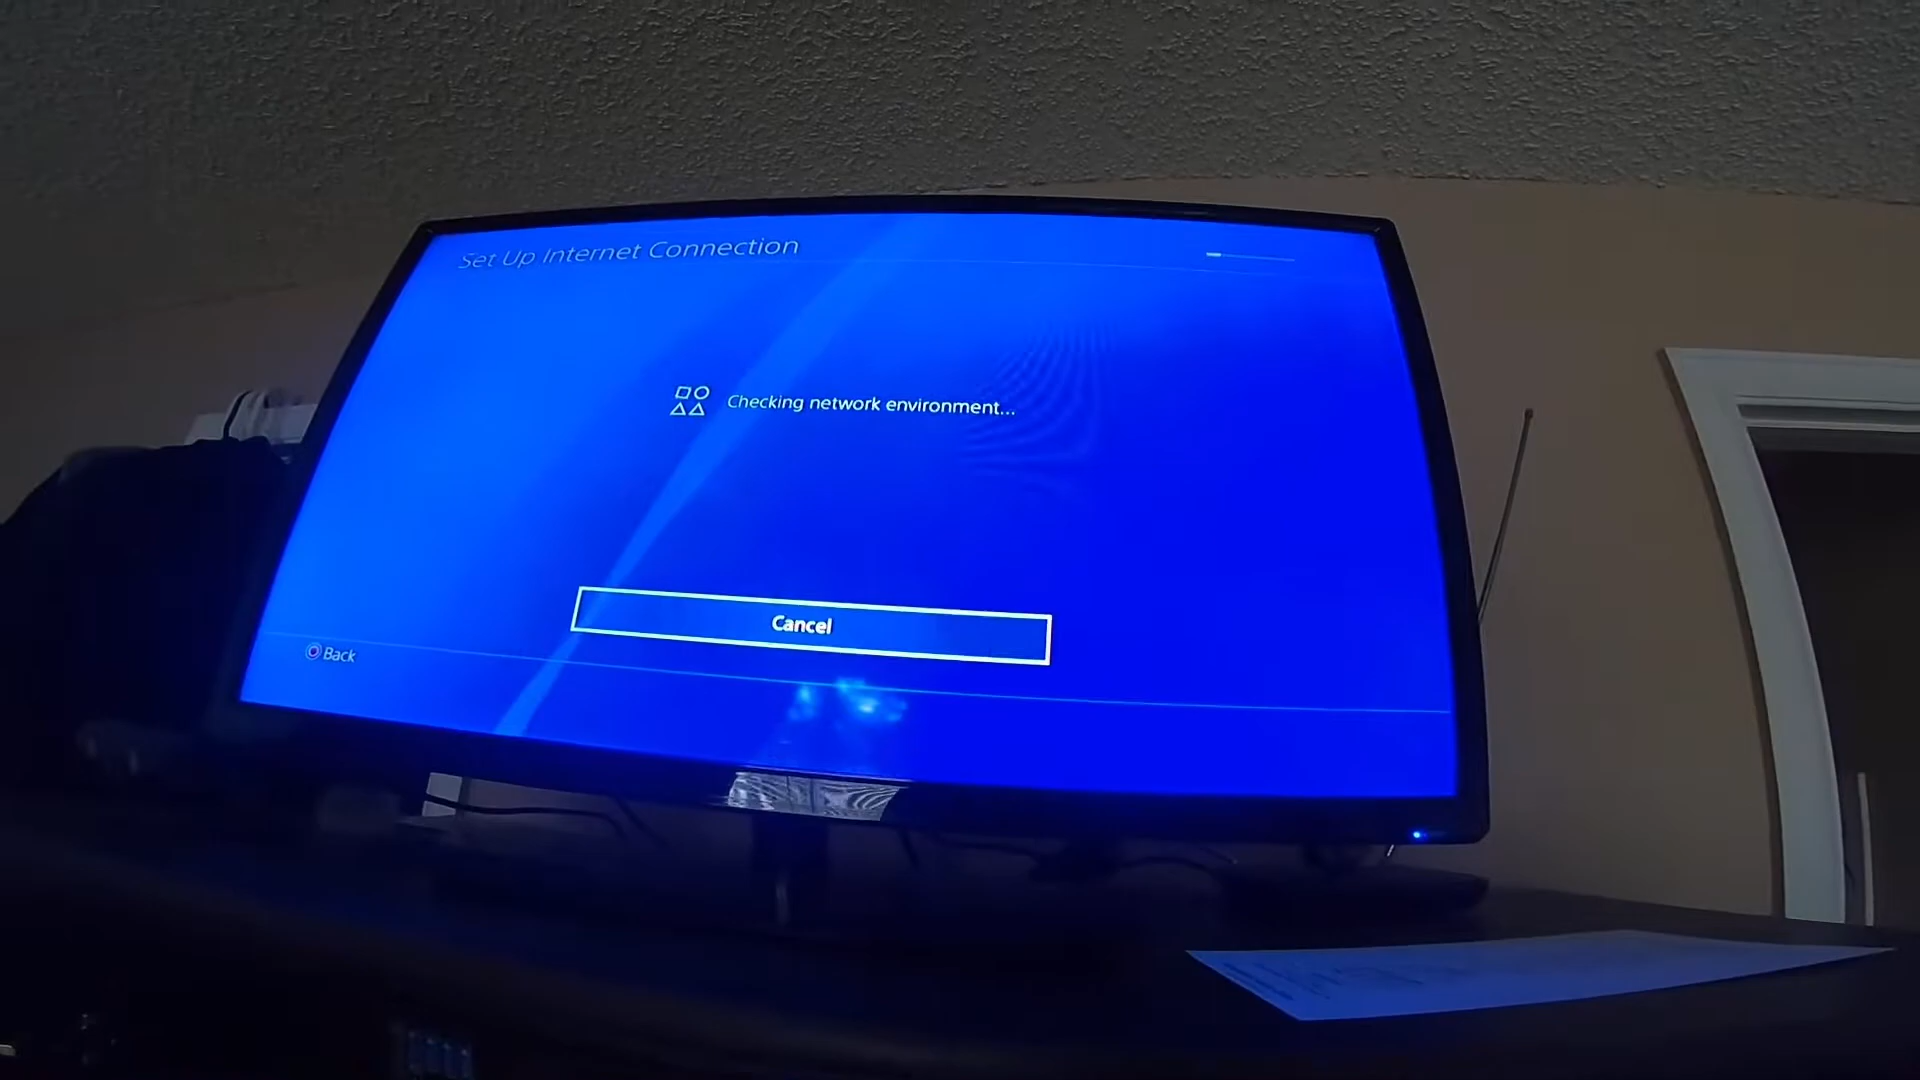 Set Up Internet Connection
Checking network environment...
Cancel
Back